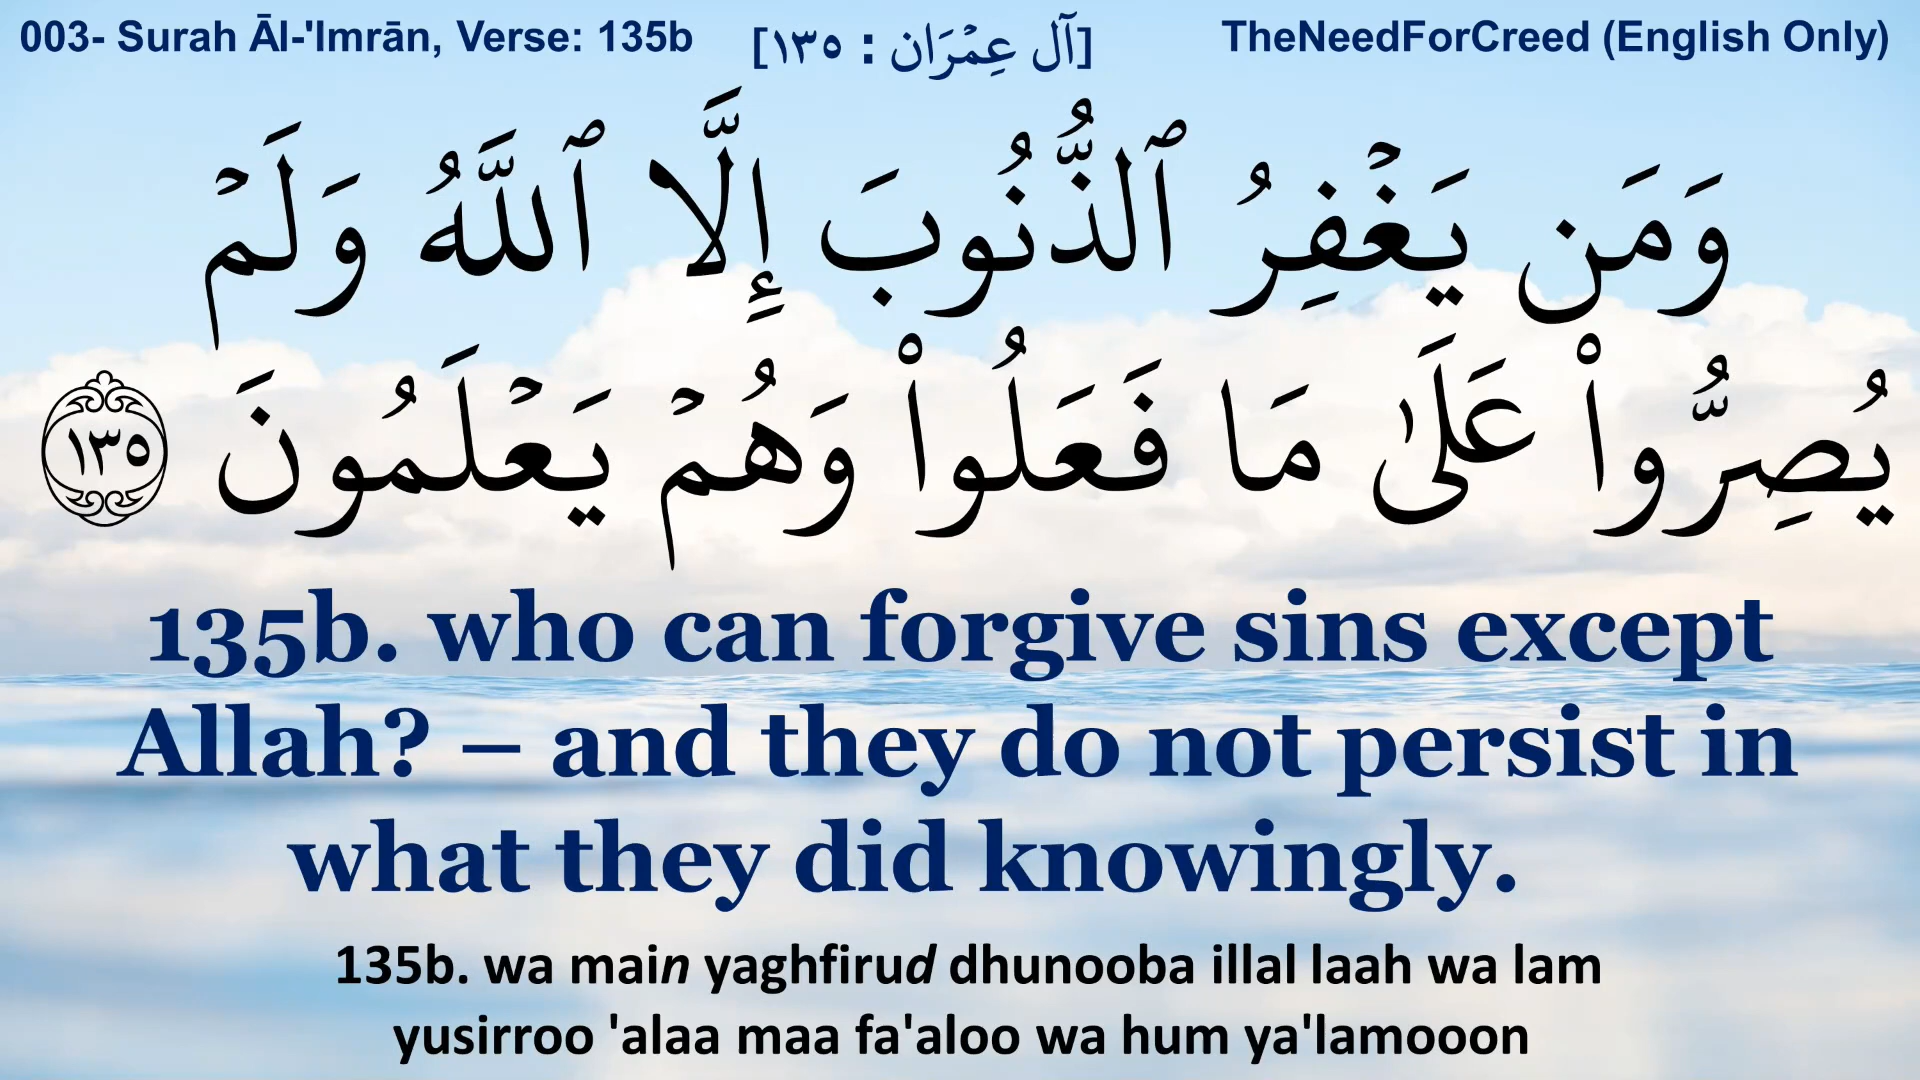 003- Surah Āl-'Imrān, Verse: 135b
[آل عِمْرَان : ١٣٥]
TheNeedForCreed (English Only)
وَمَن يَغْفِرُ ٱلذُّنُوبَ إِلَّا ٱللَّهُ وَلَمْ
يُصِرُّوا۟ عَلَىٰ مَا فَعَلُوا۟ وَهُمْ يَعْلَمُونَ ١٣٥
135b. who can forgive sins except
Allah? – and they do not persist in
what they did knowingly.
135b. wa main yaghfirud dhunooba illal laah wa lam
yusirroo 'alaa maa fa'aloo wa hum ya'lamooon